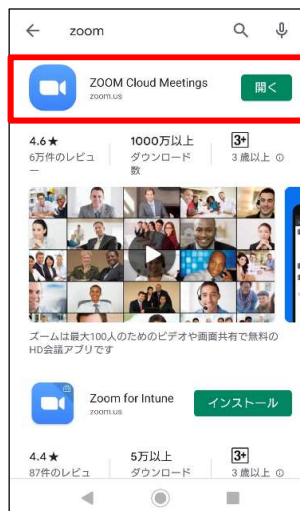 zoom
ZOOM Cloud Meetings
zoom.us
開く
4.6★
6万件のレビュ
ー
1000万以上
ダウンロード
数
3+
3 歳以上
ズームは最大100人のためのビデオや画面共有で無料の
HD会議アプリです
Zoom for Intune
zoom.us
インストール
4.4★
87件のレビュ
5万以上
ダウンロード
3+
3 歳以上